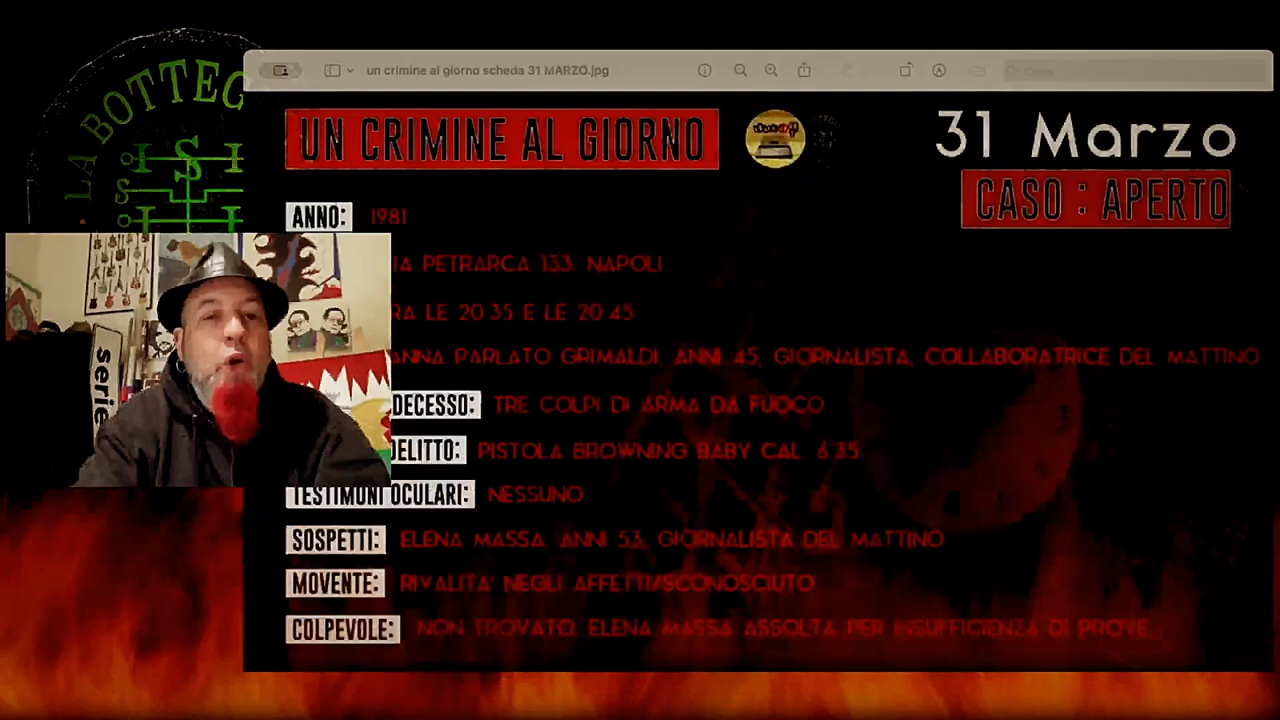 LA BOTTEG
S
S
un crimine al giorno scheda 31 MARZO.jpg
UN CRIMINE AL GIORNO
31 Marzo
CASO : APERTO
ANNO: 1981
IA PETRARCA 133, NAPOLI
RA LE 20 35 E LE 20 45
ANNA PARLATO GRIMALDI, ANNI 45, GIORNALISTA, COLLABORATRICE DEL MATTINO
DECESSO: TRE COLPI DI ARMA DA FUOCO
DELITTO: PISTOLA BROWNING BABY CAL 6 35
TESTIMONI OCULARI: NESSUNO
SOSPETTI: ELENA MASSA, ANNI 53, GIORNALISTA DEL MATTINO
MOVENTE: RIVALITA' NEGLI AFFETTI/SCONOSCIUTO
COLPEVOLE: NON TROVATO, ELENA MASSA ASSOLTA PER INSUFFICIENZA DI PROVE
serie